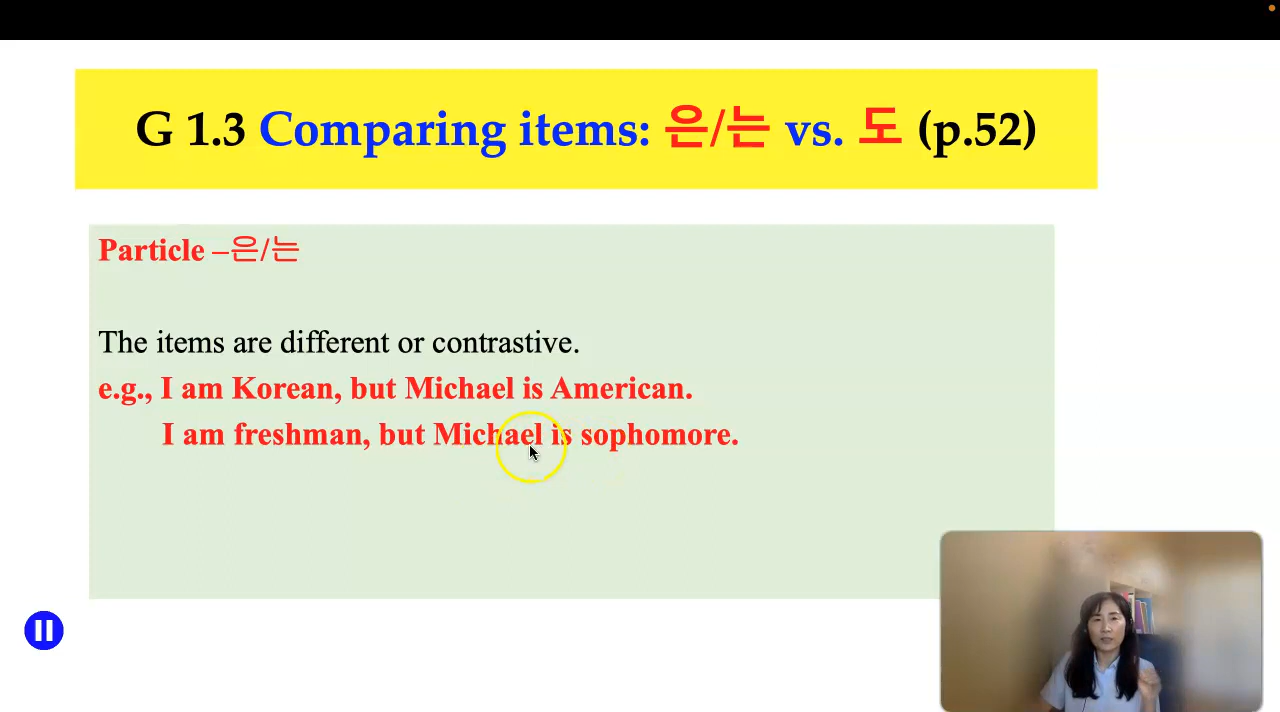 G 1.3 Comparing items: 은/는 vs. 도 (p.52)
Particle –은/는
The items are different or contrastive.
e.g., I am Korean, but Michael is American.
I am freshman, but Michael is sophomore.